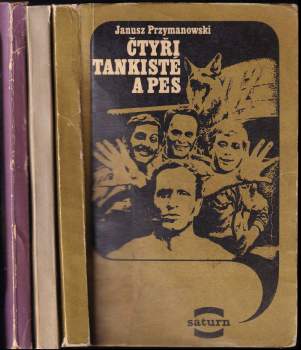 Janusz Przymanowski
ČTYŘI
TANKISTÉ
A PES
saturn